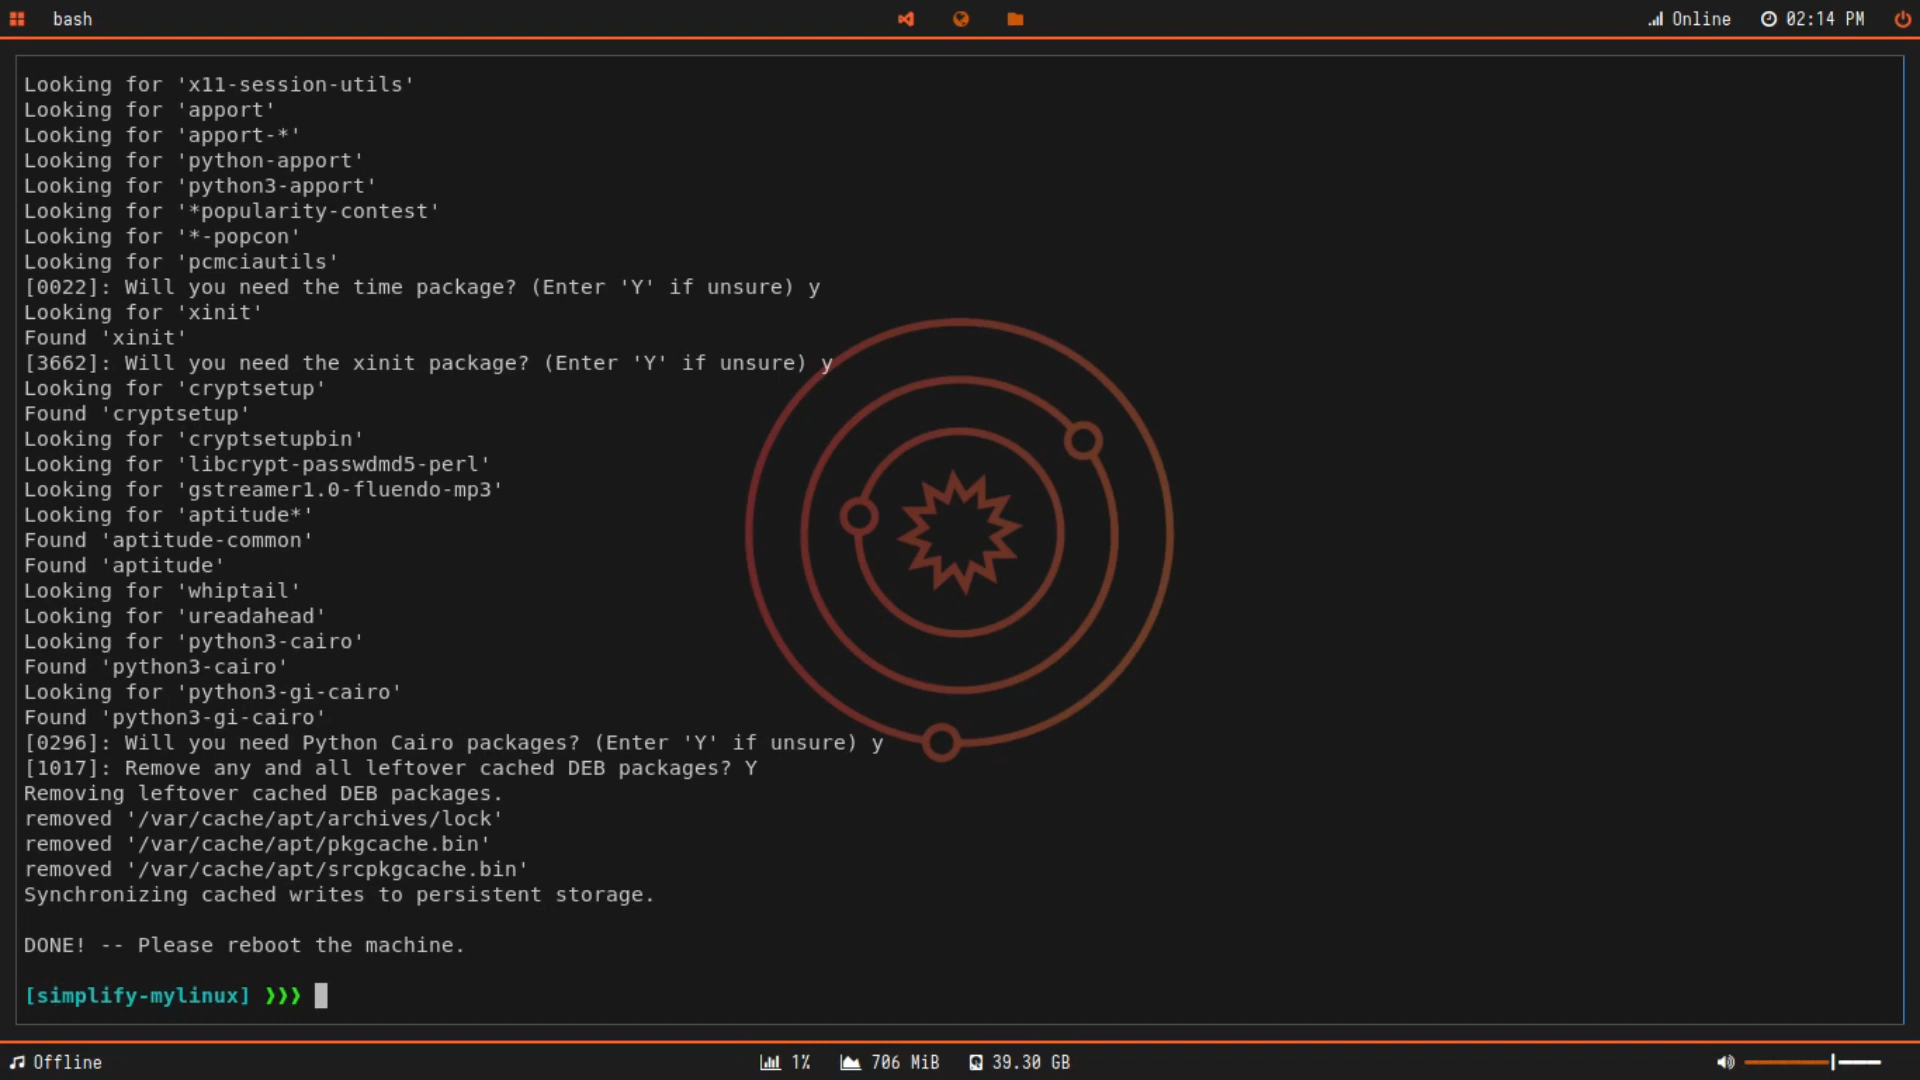 bash
Online 02:14 PM
Looking for 'x11-session-utils'
Looking for 'apport'
Looking for 'apport-*'
Looking for 'python-apport'
Looking for 'python3-apport'
Looking for '*popularity-contest'
Looking for '*-popcon'
Looking for 'pcmciautils'
[0022]: Will you need the time package? (Enter 'Y' if unsure) y
Looking for 'xinit'
Found 'xinit'
[3662]: Will you need the xinit package? (Enter 'Y' if unsure) y
Looking for 'cryptsetup'
Found 'cryptsetup'
Looking for 'cryptsetupbin'
Looking for 'libcrypt-passwdmd5-perl'
Looking for 'gstreamer1.0-fluendo-mp3'
Looking for 'aptitude*'
Found 'aptitude-common'
Found 'aptitude'
Looking for 'whiptail'
Looking for 'ureadahead'
Looking for 'python3-cairo'
Found 'python3-cairo'
Looking for 'python3-gi-cairo'
Found 'python3-gi-cairo'
[0296]: Will you need Python Cairo packages? (Enter 'Y' if unsure) y
[1017]: Remove any and all leftover cached DEB packages? Y
Removing leftover cached DEB packages.
removed '/var/cache/apt/archives/lock'
removed '/var/cache/apt/pkgcache.bin'
removed '/var/cache/apt/srcpkgcache.bin'
Synchronizing cached writes to persistent storage.
DONE! -- Please reboot the machine.
[simplify-mylinux] ❯❯❯
Offline
1% 706 MiB 39.30 GB